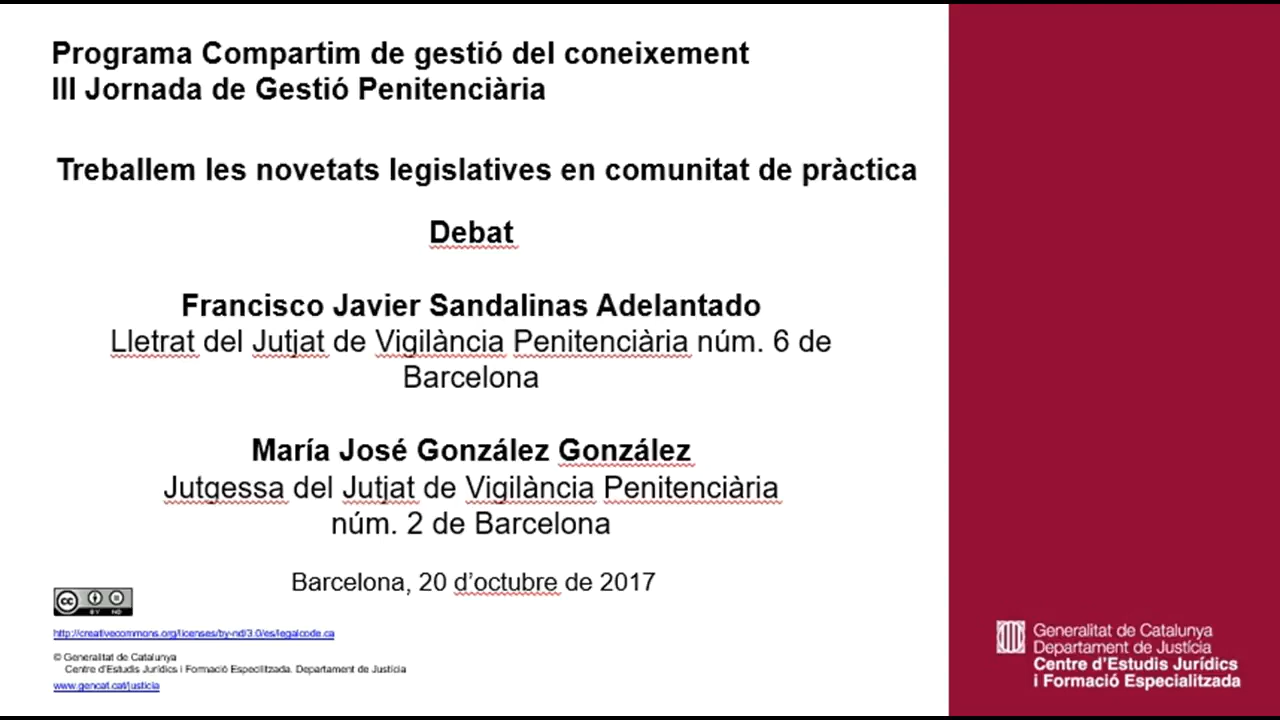 Programa Compartim de gestió del coneixement
III Jornada de Gestió Penitenciària
Treballem les novetats legislatives en comunitat de pràctica
Debat
Francisco Javier Sandalinas Adelantado
Lletrat del Jutjat de Vigilància Penitenciària núm. 6 de
Barcelona
María José González González
Jutgessa del Jutjat de Vigilància Penitenciària
núm. 2 de Barcelona
Barcelona, 20 d’octubre de 2017
cc BY ND
http://creativecommons.org/licenses/by-nd/3.0/es/legalcode.ca
© Generalitat de Catalunya
Centre d’Estudis Jurídics i Formació Especilitzada. Departament de Justícia
www.gencat.cat/justicia
Generalitat de Catalunya
Departament de Justícia
Centre d’Estudis Jurídics
i Formació Especialitzada